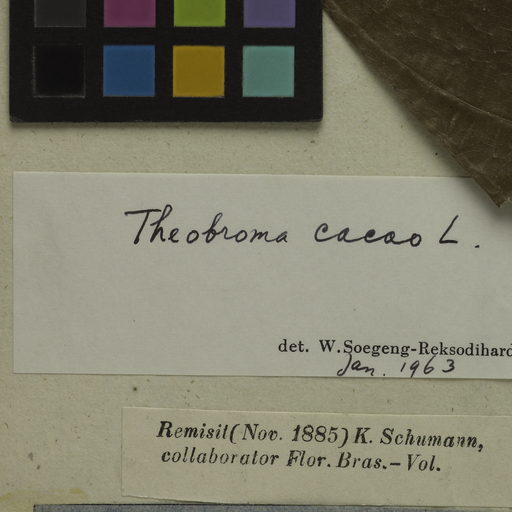 Theobroma cacao L.
det. W. Soegeng-Reksodihard
Jan. 1963
Remisit (Nov. 1885) K. Schumann,
collaborator Flor. Bras. – Vol.